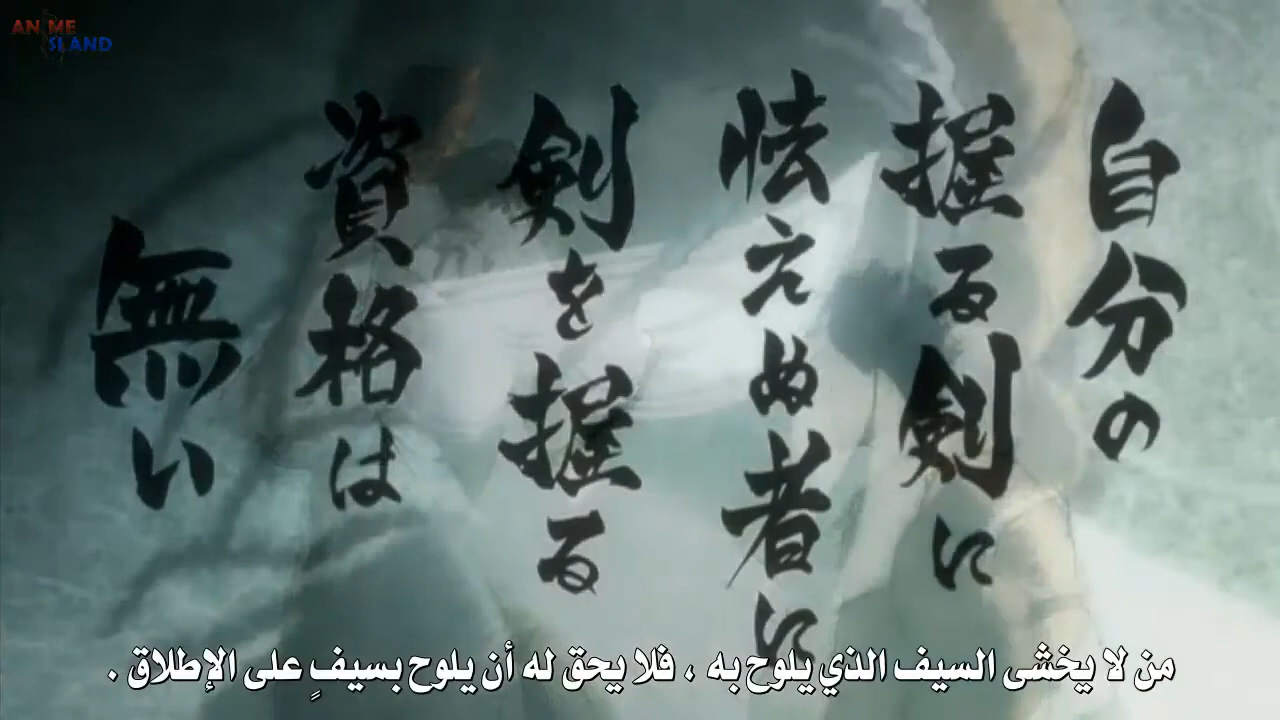 ANIME
ISLAND
自分の
握る剣に
怯えぬ者に
剣を握る
資格は
無い
من لا يخشى السيف الذي يلوح به ، فلا يحق له أن يلوح بسيفٍ على الإطلاق .